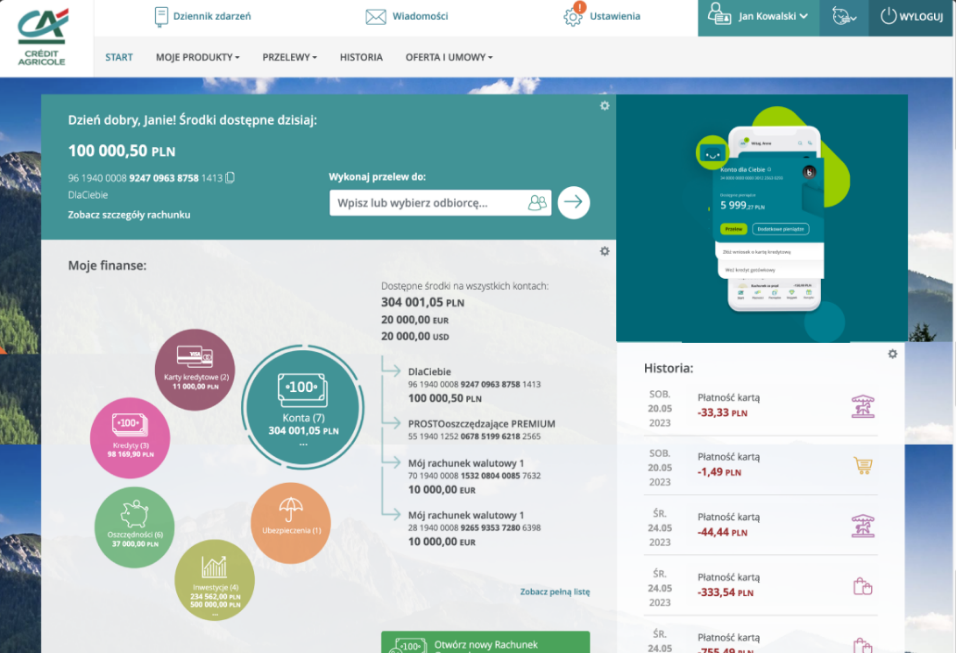 CRÉDIT
AGRICOLE
Dziennik zdarzeń
Wiadomości
!
Ustawienia
Jan Kowalski
WYLOGUJ
START
MOJE PRODUKTY
PRZELEWY
HISTORIA
OFERTA I UMOWY
Dzień dobry, Janie! Środki dostępne dzisiaj:
100 000,50 PLN
96 1940 0008 9247 0963 8758 1413
DlaCiebie
Zobacz szczegóły rachunku
Wykonaj przelew do:
Wpisz lub wybierz odbiorcę...
Konto dla Ciebie
5 999,27 PLN
Przelew
Dodatkowe pieniądze
Złóż wniosek o kartę kredytową
Weź kredyt gotówkowy
Moje finanse:
Karty kredytowe (2)
11 000,00 PLN
100
Kredyty (3)
98 169,90 PLN
100
Konta (7)
304 001,05 PLN
...
Oszczędności (6)
37 000,00 PLN
Ubezpieczenia (1)
Inwestycje (4)
234 562,00 PLN
500 000,00 PLN
...
Dostępne środki na wszystkich kontach:
304 001,05 PLN
20 000,00 EUR
20 000,00 USD
DlaCiebie
96 1940 0008 9247 0963 8758 1413
100 000,50 PLN
PROSTOoszczędzające PREMIUM
55 1940 1252 0678 5199 6218 2565
Mój rachunek walutowy 1
70 1940 0008 1532 0804 0085 7632
10 000,00 EUR
Mój rachunek walutowy 1
28 1940 0008 9265 9353 7280 6398
10 000,00 EUR
Zobacz pełną listę
100
Otwórz nowy Rachunek
Historia:
SOB.
20.05
2023
Płatność kartą
-33,33 PLN
SOB.
20.05
2023
Płatność kartą
-1,49 PLN
ŚR.
24.05
2023
Płatność kartą
-44,44 PLN
ŚR.
24.05
2023
Płatność kartą
-333,54 PLN
ŚR.
24.05
Płatność kartą
-755,49 PLN